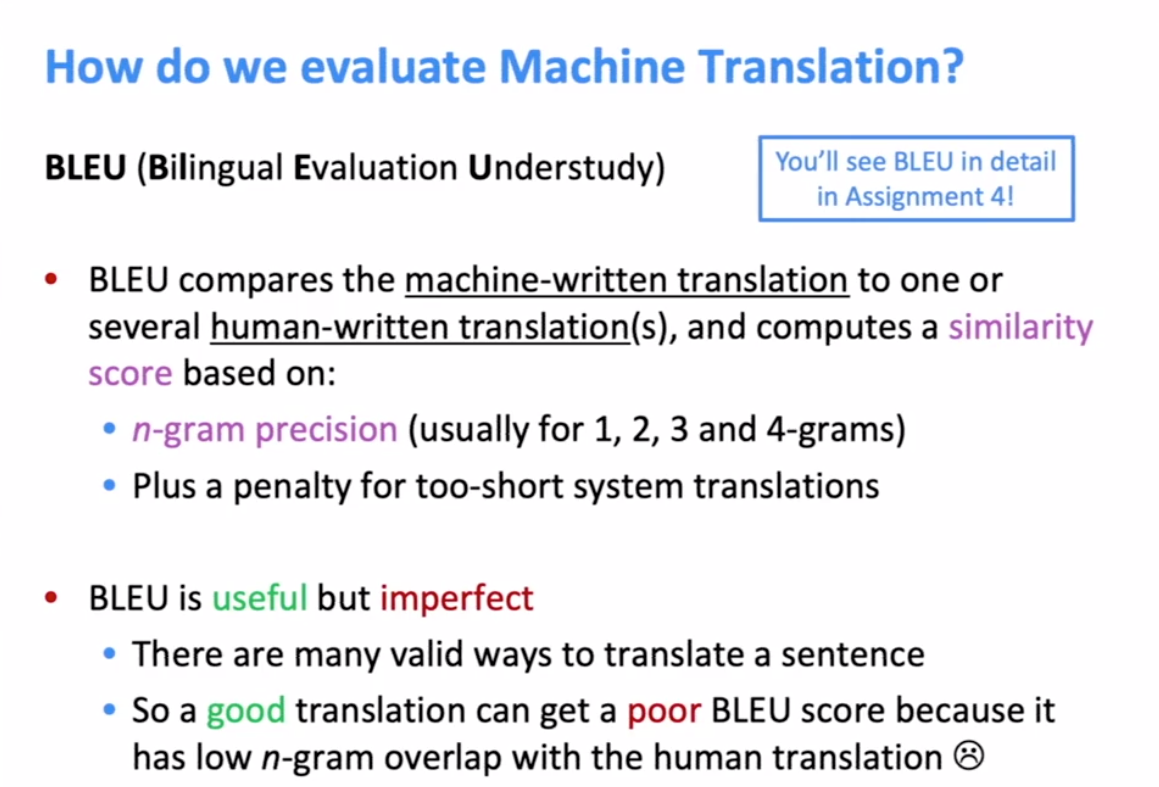 How do we evaluate Machine Translation?
BLEU (Bilingual Evaluation Understudy)
You'll see BLEU in detail
in Assignment 4!
• BLEU compares the machine-written translation to one or
several human-written translation(s), and computes a similarity
score based on:
• n-gram precision (usually for 1, 2, 3 and 4-grams)
• Plus a penalty for too-short system translations
• BLEU is useful but imperfect
• There are many valid ways to translate a sentence
• So a good translation can get a poor BLEU score because it
has low n-gram overlap with the human translation ☹